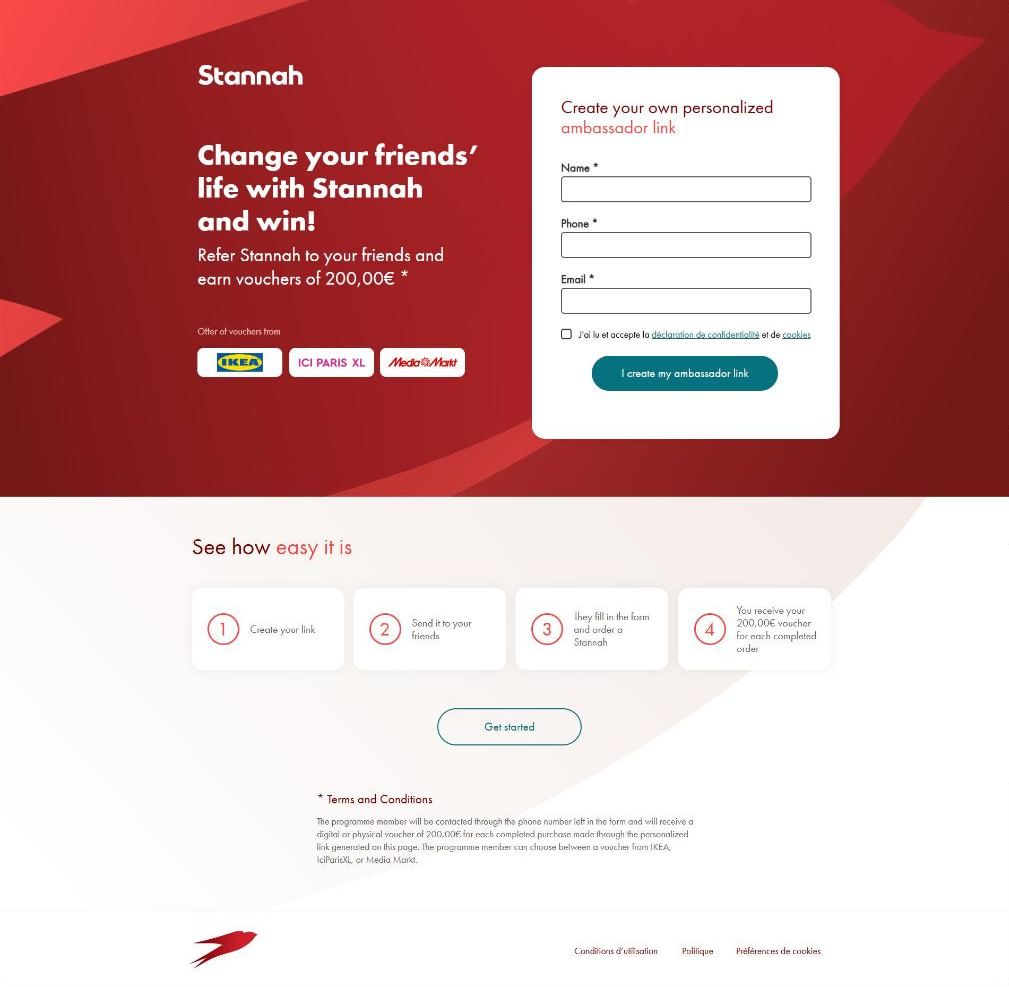 Stannah
Change your friends’
life with Stannah
and win!
Refer Stannah to your friends and
earn vouchers of 200,00€ *
Offer of vouchers from
IKEA
ICI PARIS XL
Media Markt
Create your own personalized
ambassador link
Name *
Phone *
Email *
J'ai lu et accepte la déclaration de confidentialité et de cookies
I create my ambassador link
See how easy it is
1
Create your link
2
Send it to your
friends
3
They fill in the form
and order a
Stannah
4
You receive your
200,00€ voucher
for each completed
order
Get started
* Terms and Conditions
The programme member will be contacted through the phone number left in the form and will receive a
digital or physical voucher of 200,00€ for each completed purchase made through the personalized
link generated on this page. The programme member can choose between a voucher from IKEA,
IciParisXL, or Media Markt.
Conditions d'utilisation
Politique
Préférences de cookies